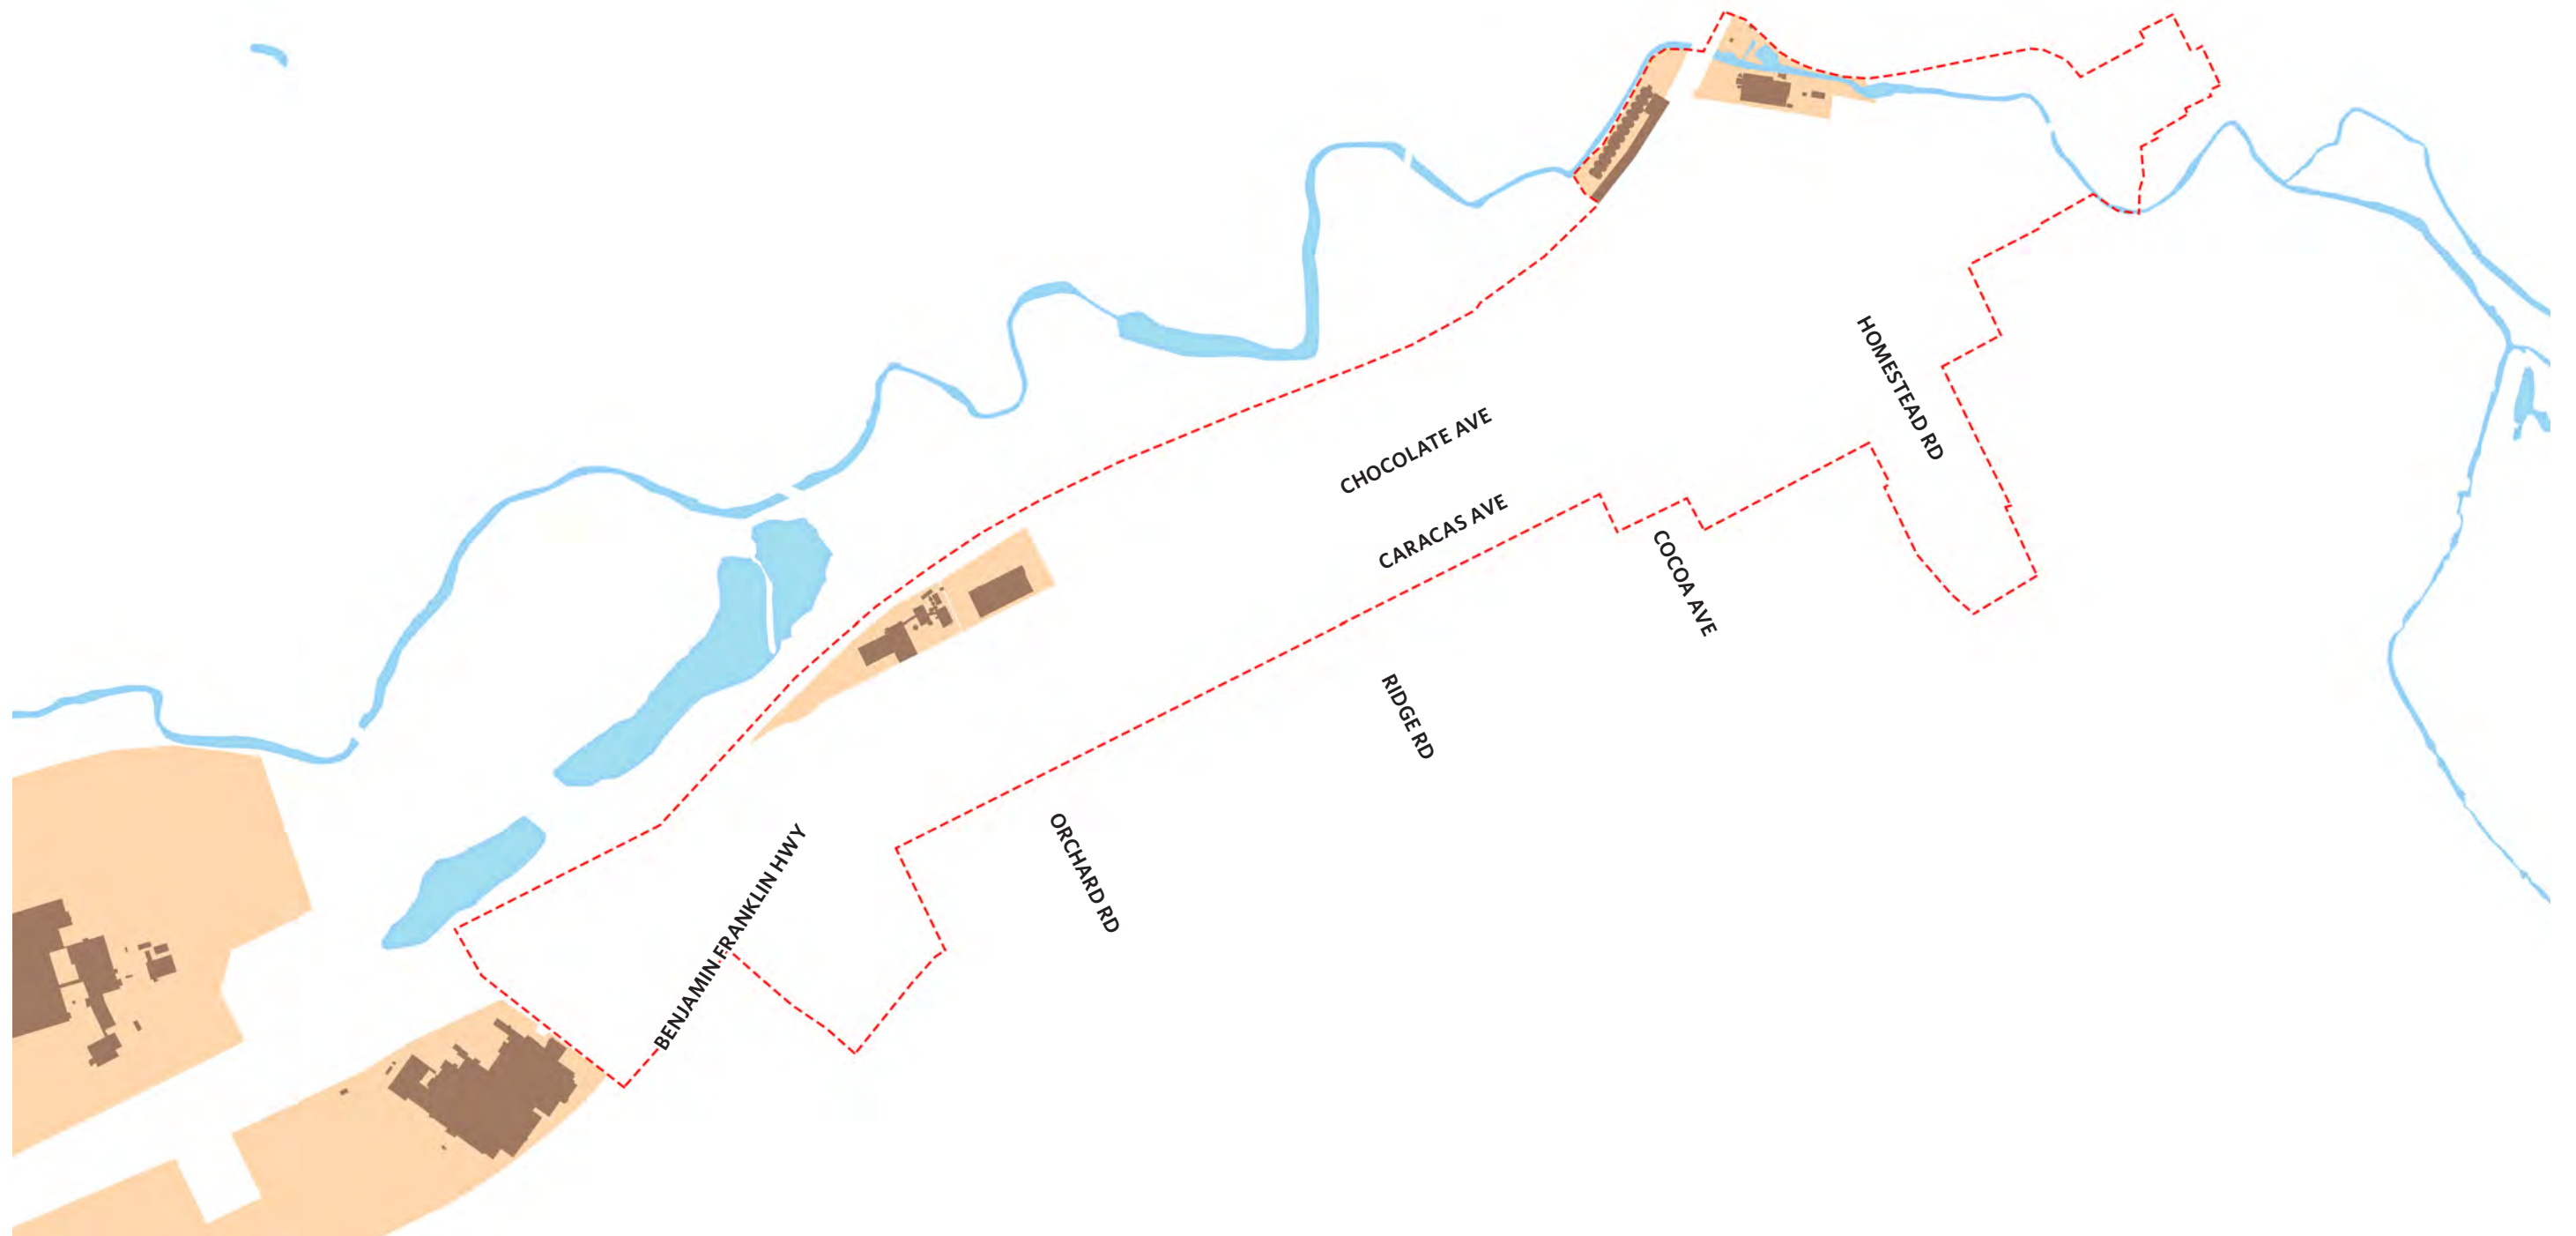 HOMESTEAD RD
CHOCOLATE AVE
CARACAS AVE
COCOA AVE
RIDGE RD
ORCHARD RD
BENJAMIN FRANKLIN HWY